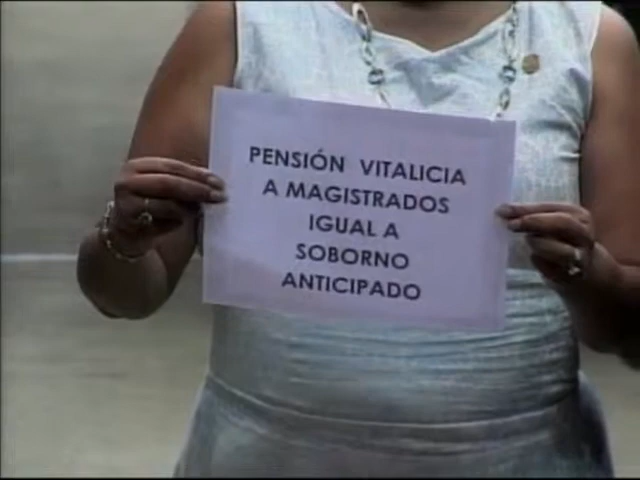 PENSIÓN VITALICIA
A MAGISTRADOS
IGUAL A
SOBORNO
ANTICIPADO